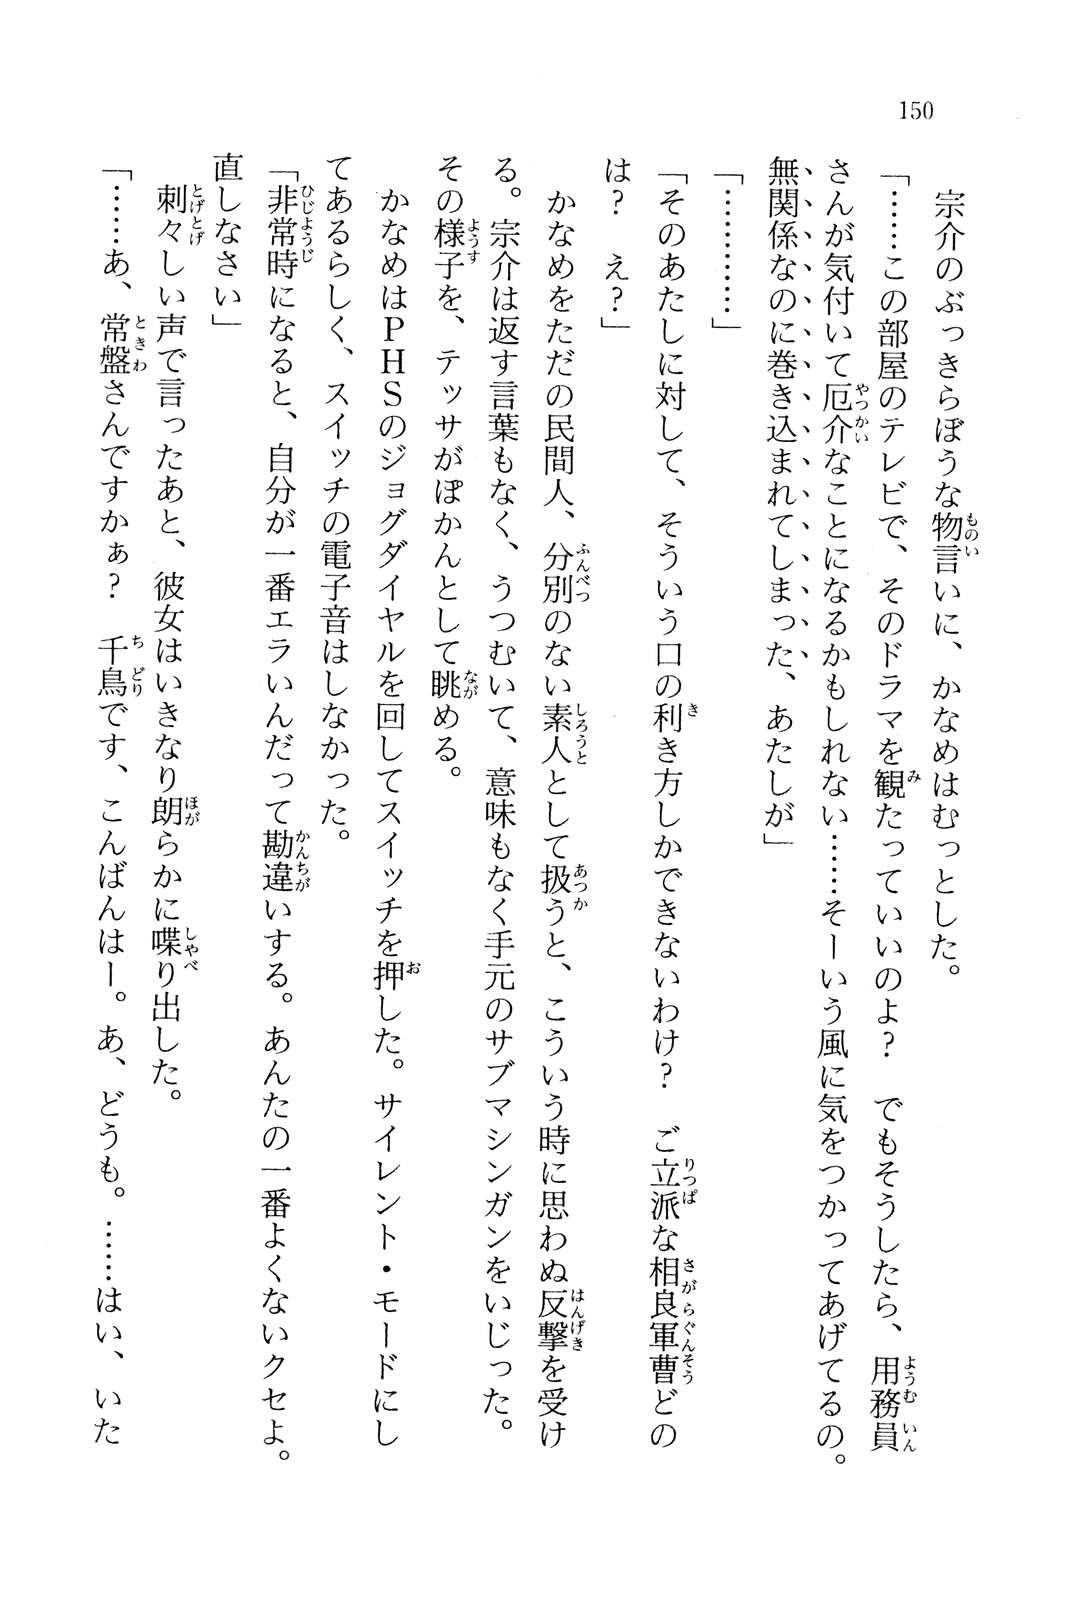 150
宗介のぶっきらぼうな物言いに、かなめはむっとした。
「……この部屋のテレビで、そのドラマを観たっていいのよ？　でもそうしたら、用務員
さんが気付いて厄介なことになるかもしれない……そーいう風に気をつかってあげてるの。
無関係なのに巻き込まれてしまった、あたしが」
「…………」
「そのあたしに対して、そういう口の利き方しかできないわけ？　ご立派な相良軍曹どの
は？　え？」
かなめをただの民間人、分別のない素人として扱うと、こういう時に思わぬ反撃を受け
る。宗介は返す言葉もなく、うつむいて、意味もなく手元のサブマシンガンをいじった。
その様子を、テッサがぽかんとして眺める。
かなめはＰＨＳのジョグダイヤルを回してスイッチを押した。サイレント・モードにし
てあるらしく、スイッチの電子音はしなかった。
「非常時になると、自分が一番エラいんだって勘違いする。あんたの一番よくないクセよ。
直しなさい」
刺々しい声で言ったあと、彼女はいきなり朗らかに喋り出した。
「……あ、常盤さんですかぁ？　千鳥です、こんばんはー。あ、どうも。……はい、いた